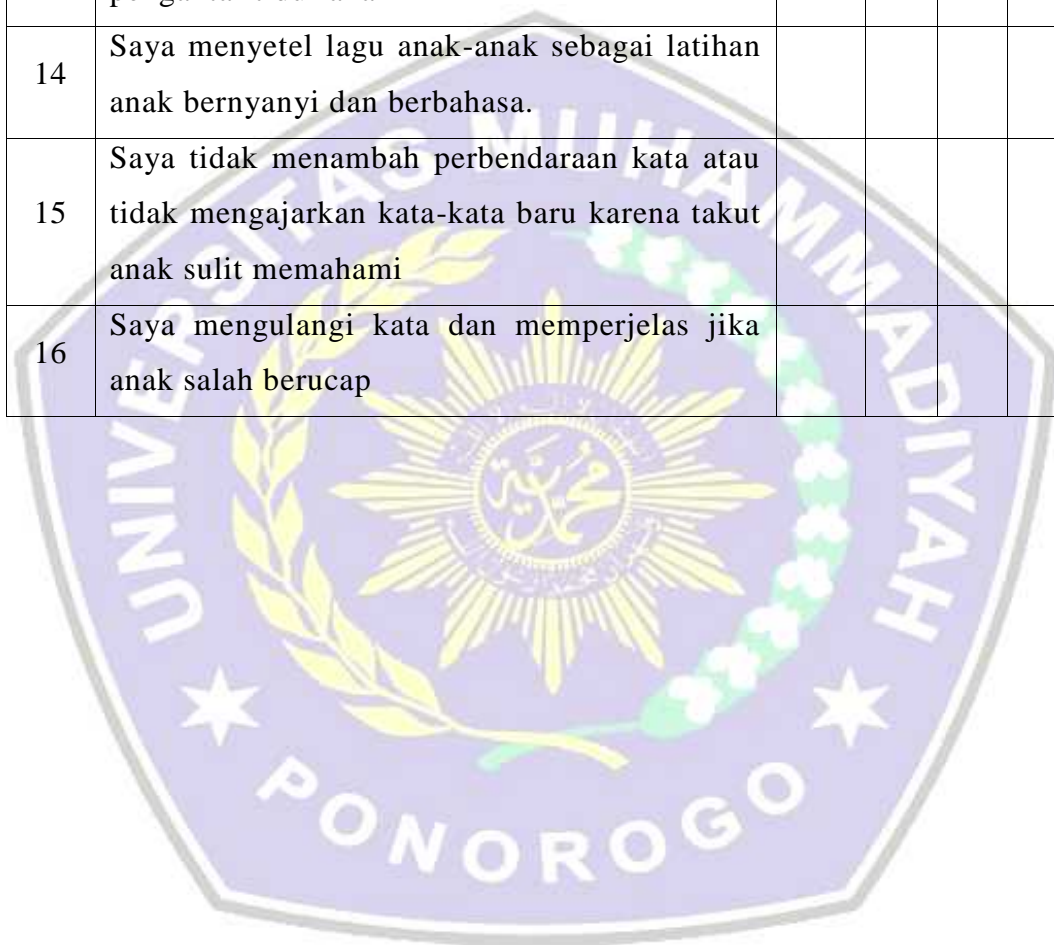 14
Saya menyetel lagu anak-anak sebagai latihan
anak bernyanyi dan berbahasa.
15
Saya tidak menambah perbendaraan kata atau
tidak mengajarkan kata-kata baru karena takut
anak sulit memahami
16
Saya mengulangi kata dan memperjelas jika
anak salah berucap
UNIVERSITAS MUHAMMADIYAH
PONOROGO